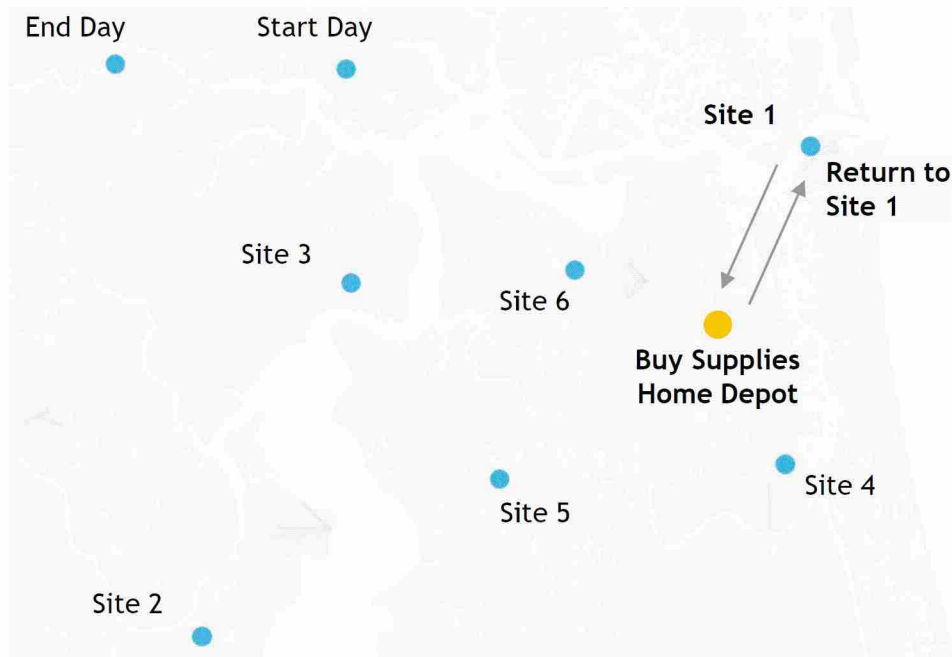 End Day
Start Day
Site 1
Return to
Site 1
Site 3
Site 6
Buy Supplies
Home Depot
Site 4
Site 5
Site 2